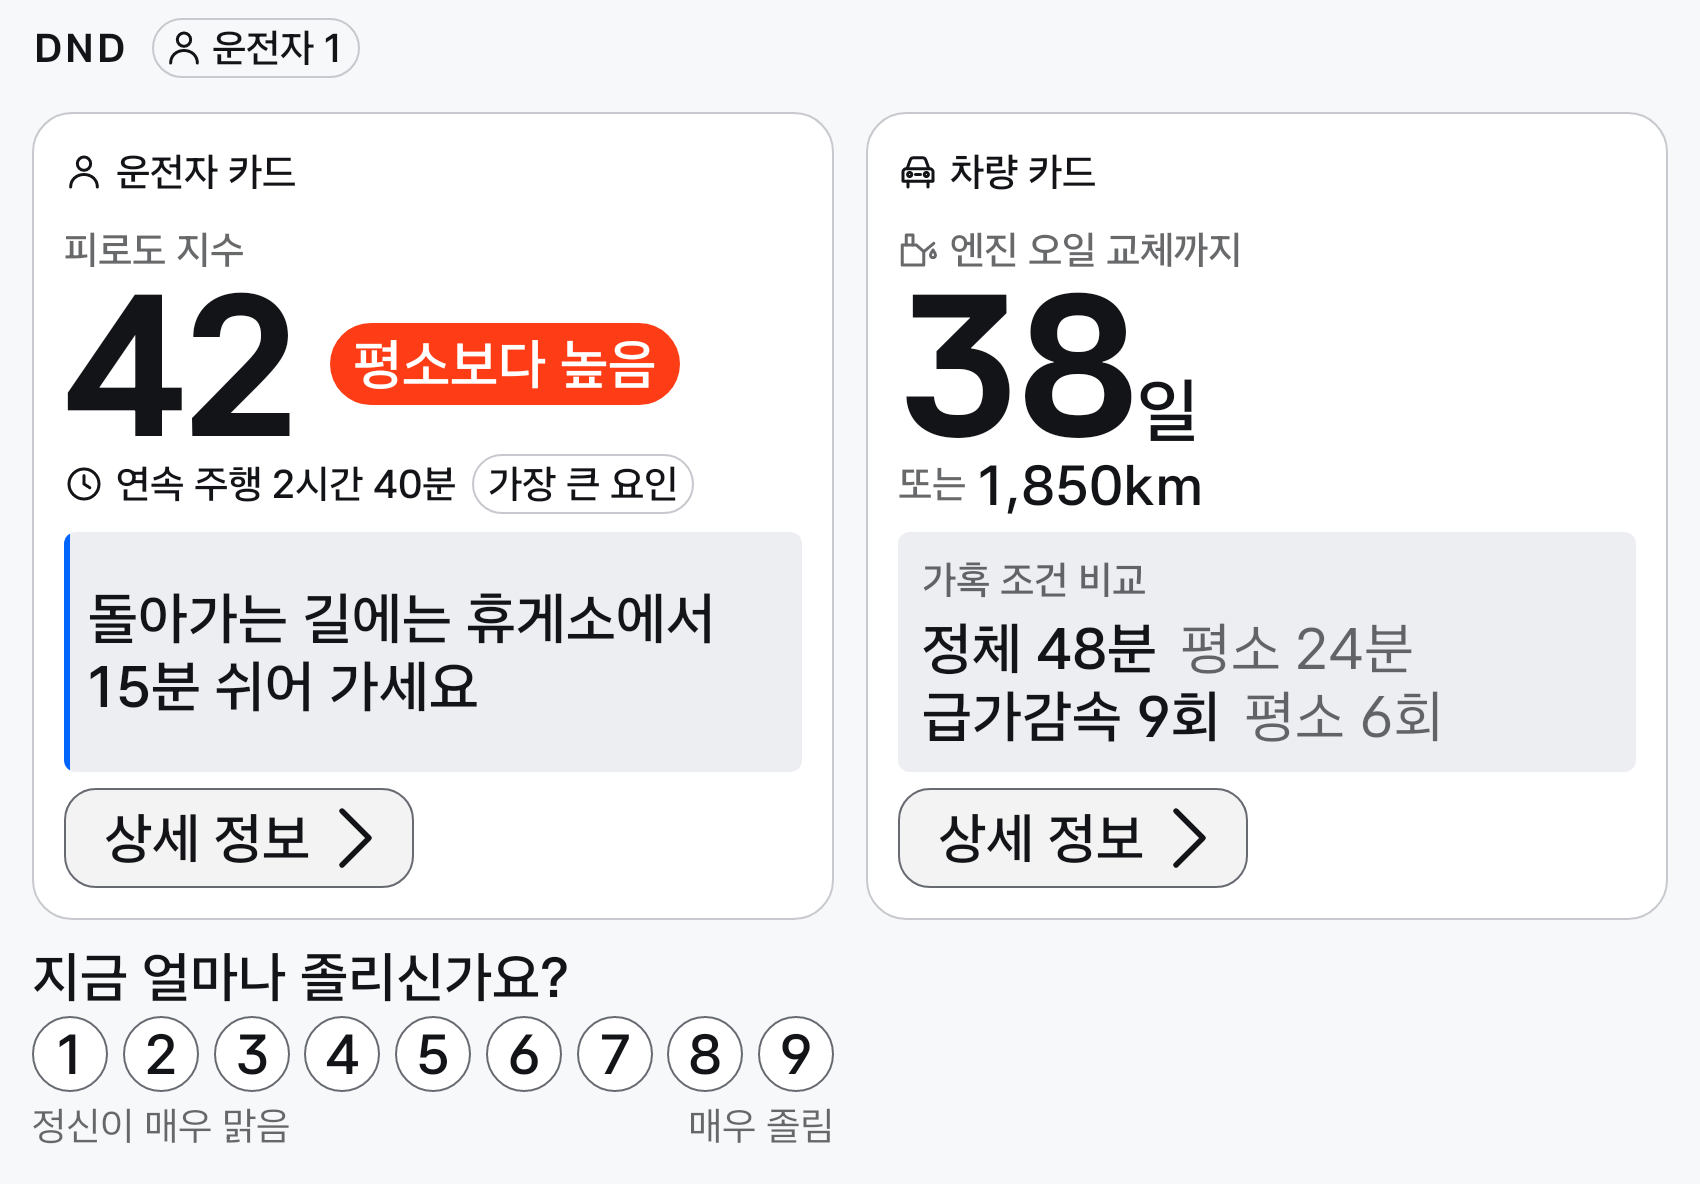 DND
운전자 1
운전자 카드
피로도 지수
42 평소보다 높음
연속 주행 2시간 40분 가장 큰 요인
돌아가는 길에는 휴게소에서
15분 쉬어 가세요
상세 정보
차량 카드
엔진 오일 교체까지
38일
또는 1,850km
가혹 조건 비교
정체 48분 평소 24분
급가감속 9회 평소 6회
상세 정보
지금 얼마나 졸리신가요?
1 2 3 4 5 6 7 8 9
정신이 매우 맑음
매우 졸림